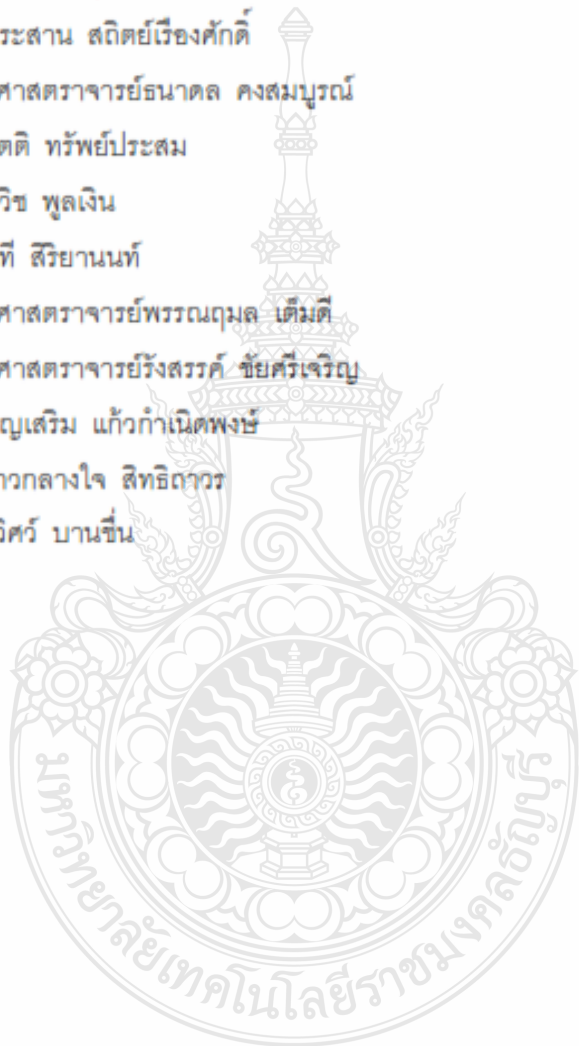 ระสาน สถิตย์เรืองศักดิ์
ศาสตราจารย์ธนาดล คงสมบูรณ์
ตติ ทรัพย์ประสม
วิช พูลเงิน
ที สิริยานนท์
ศาสตราจารย์พรรณฤมล เต็มดี
ศาสตราจารย์รังสรรค์ ชัยศรีเจริญ
ญเสริม แก้วกำเนิดพงษ์
าวกลางใจ สิทธิถาวร
วิศว์ บานชื่น
มหาวิทยาลัยเทคโนโลยีราชมงคลธัญบุรี